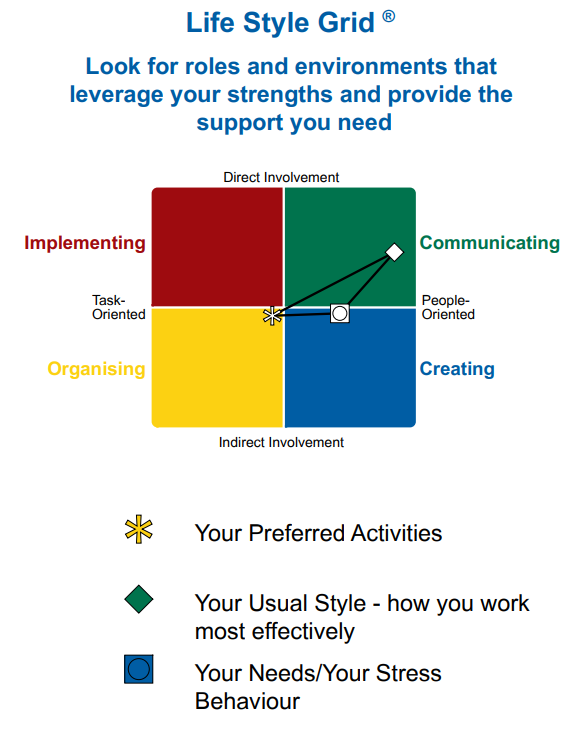 Life Style Grid ®
Look for roles and environments that
leverage your strengths and provide the
support you need
Direct Involvement
Implementing
Communicating
Task-
Oriented
People-
Oriented
Organising
Creating
Indirect Involvement
Your Preferred Activities
Your Usual Style - how you work
most effectively
Your Needs/Your Stress
Behaviour